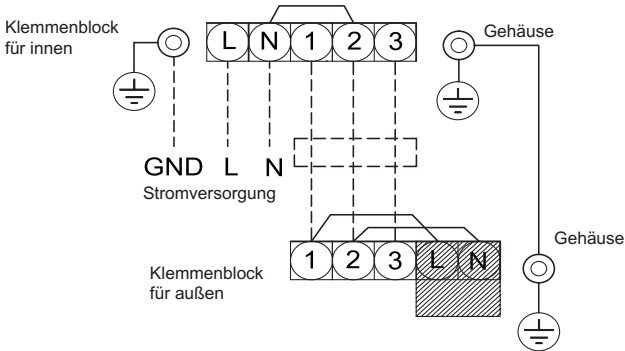 Klemmenblock
für innen
L N 1 2 3
Gehäuse
GND L N
Stromversorgung
1 2 3 L N
Gehäuse
Klemmenblock
für außen